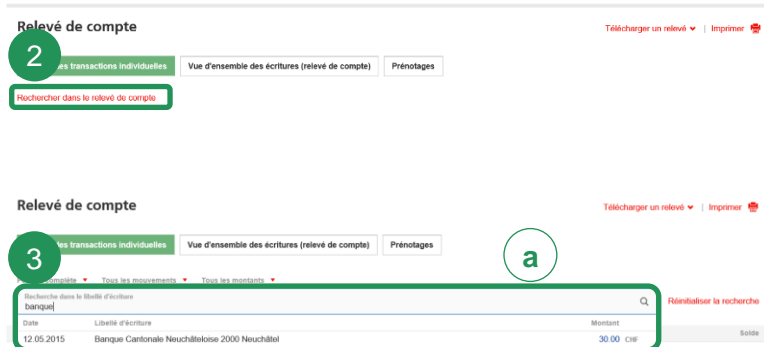 Relevé de compte
Télécharger un relevé | Imprimer
2
les transactions individuelles Vue d'ensemble des écritures (relevé de compte) Prénotages
Rechercher dans le relevé de compte
Relevé de compte
Télécharger un relevé | Imprimer
les transactions individuelles Vue d'ensemble des écritures (relevé de compte) Prénotages
3
a
complète Tous les mouvements Tous les montants
Recherche dans le libellé d'écriture
banque
Réinitialiser la recherche
Date Libellé d'écriture Montant Solde
12.05.2015 Banque Cantonale Neuchâteloise 2000 Neuchâtel 30.00 CHF